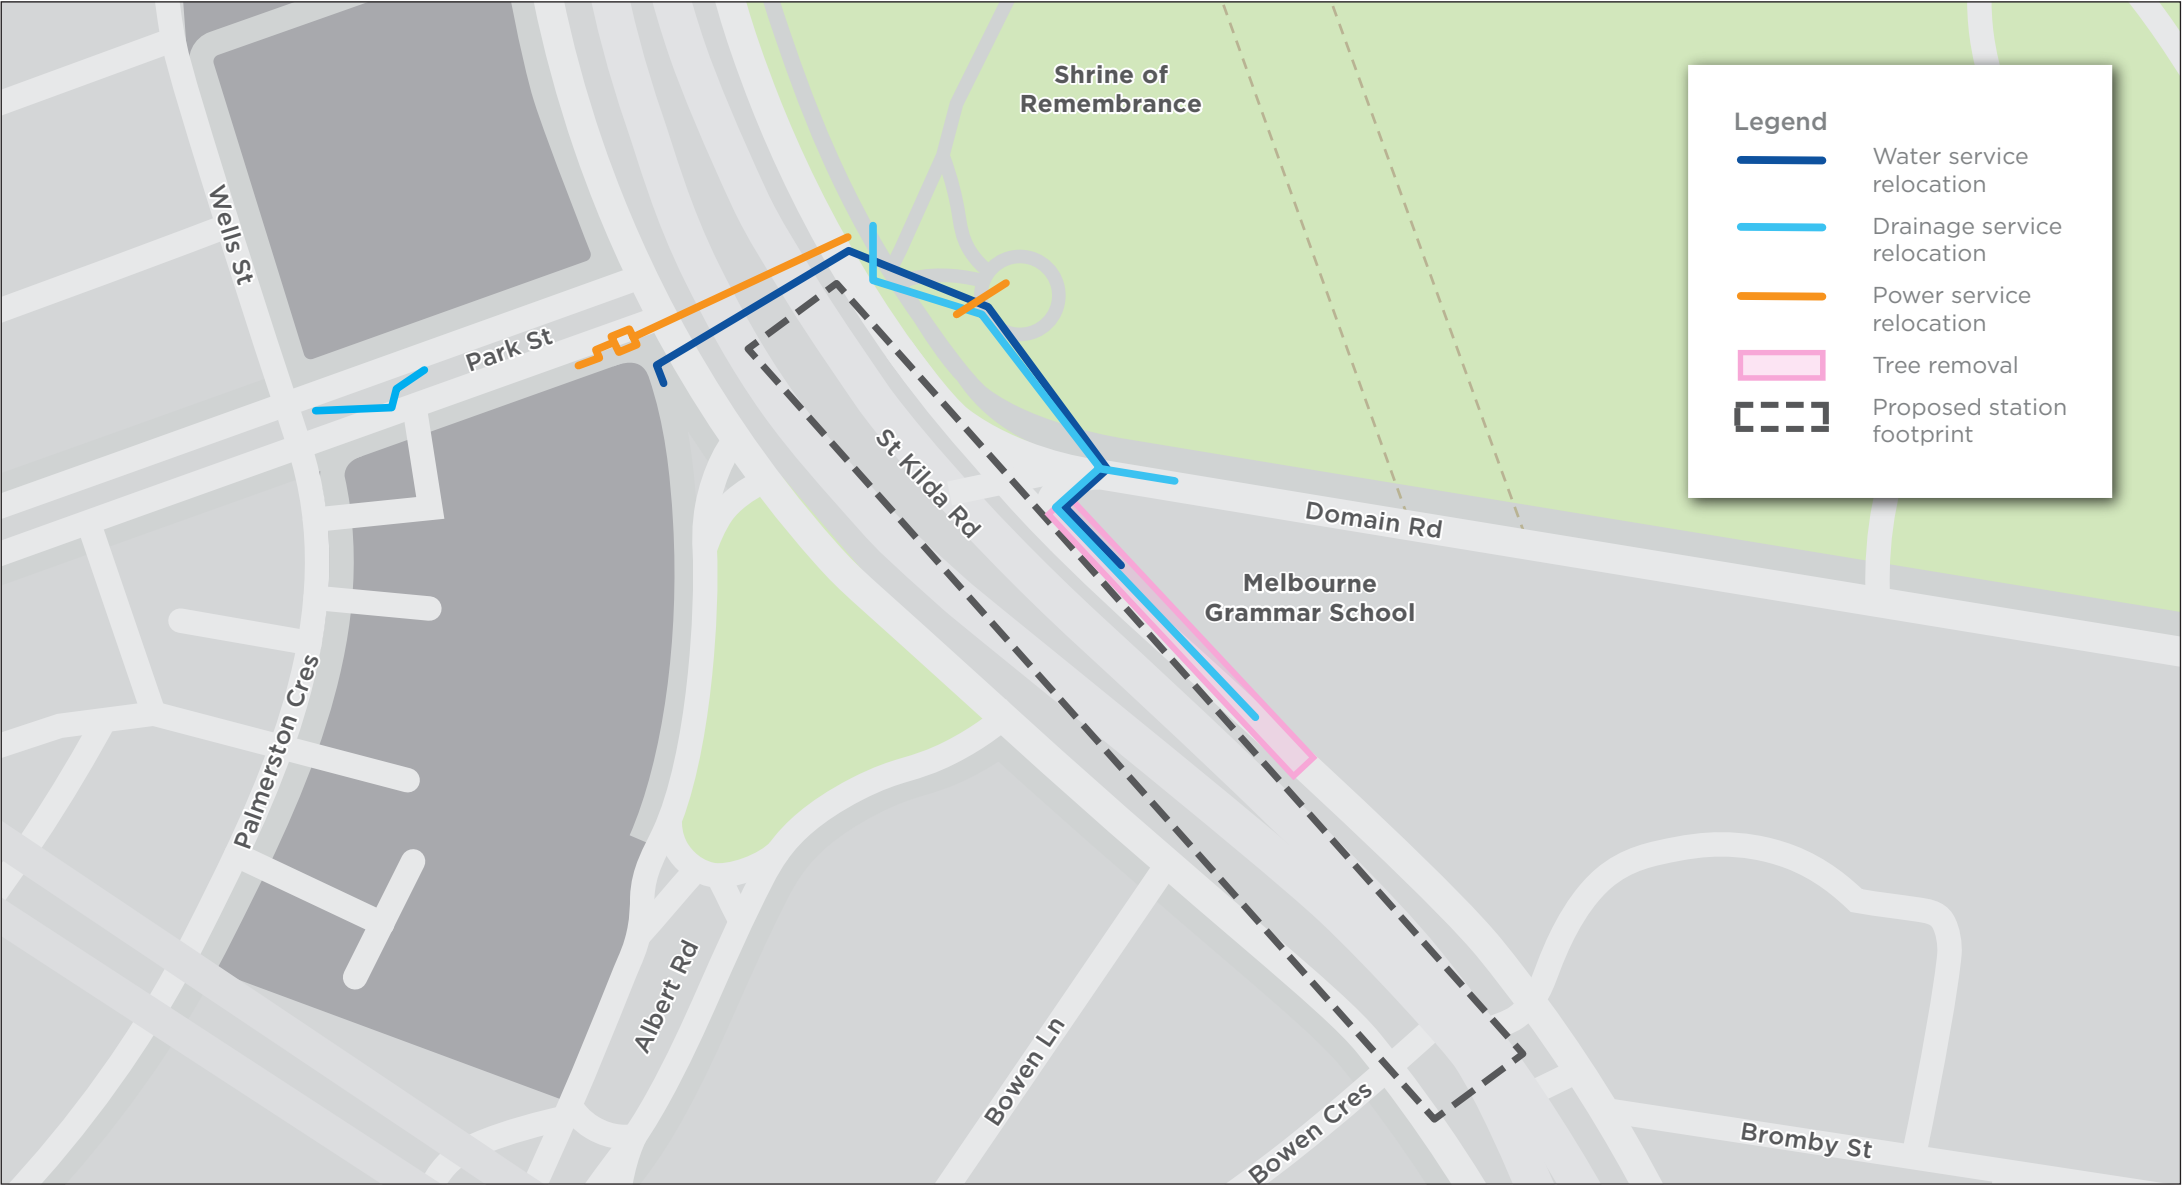 Shrine of
Remembrance
Legend
Water service
relocation
Drainage service
relocation
Power service
relocation
Tree removal
Proposed station
footprint
Wells St
Park St
St Kilda Rd
Domain Rd
Melbourne
Grammar School
Palmerston Cres
Albert Rd
Bowen Ln
Bowen Cres
Bromby St